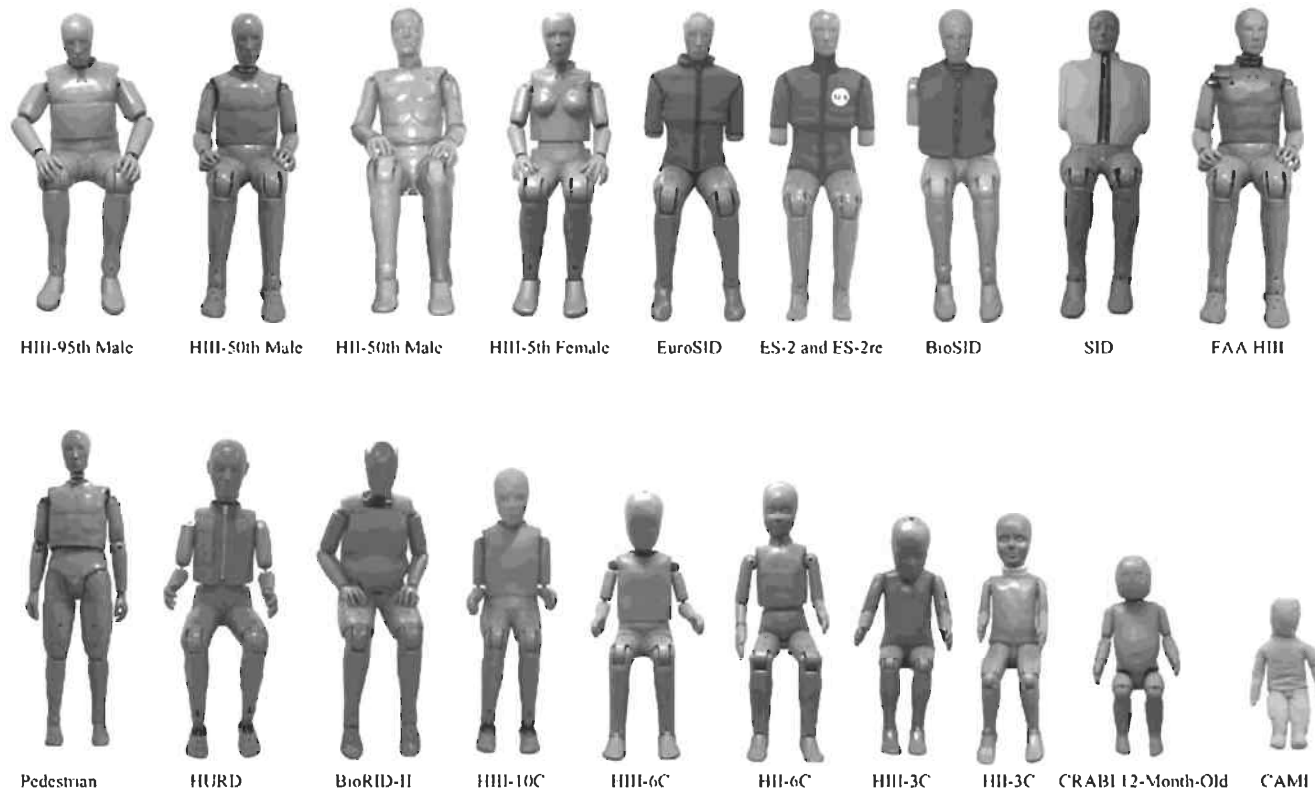 HIII-95th Male HIII-50th Male HII-50th Male HIII-5th Female EuroSID ES-2 and ES-2re BioSID SID FAA HIII
Pedestrian HURD BioRID-II HIII-10C HIII-6C HII-6C HIII-3C HII-3C CRABI 12-Month-Old CAMI